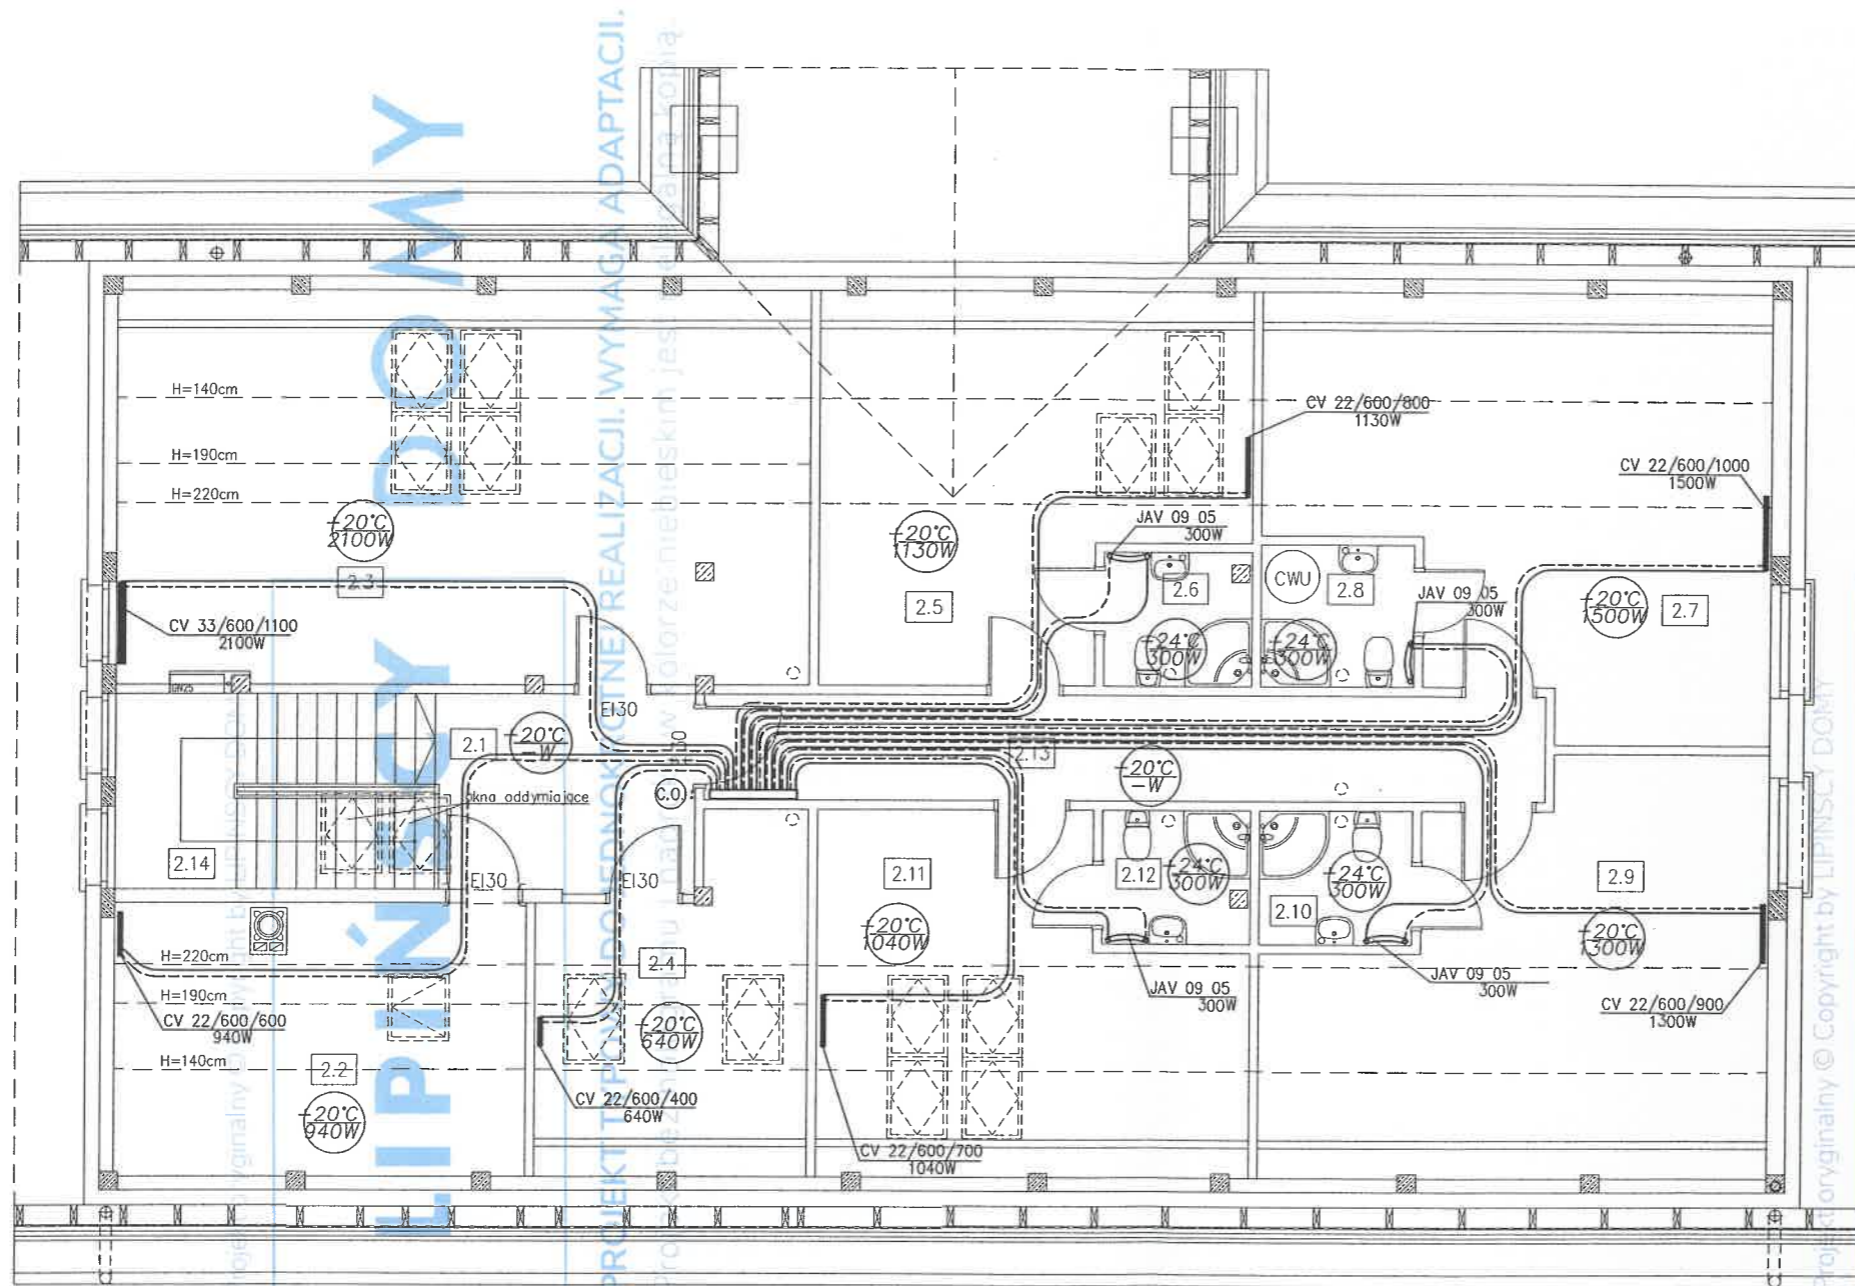 LIPIŃSCY DOMY
PROJEKT TYPOWY DO JEDNOKROTNEJ REALIZACJI. WYMAGA ADAPTACJI.
H=140cm
H=190cm
H=220cm
+20°C
2100W
2.3
CV 33/600/1100
2100W
+20°C
1130W
2.5
CV 22/600/800
1130W
JAV 09 05
300W
2.6
+24°C
300W
CWU
2.8
+24°C
300W
JAV 09 05
300W
CV 22/600/1000
1500W
+20°C
1500W
2.7
EI30
2.1
+20°C
-W
2.13
+20°C
-W
C.O.
okna oddymiające
2.14
EI30
EI30
H=220cm
H=190cm
H=140cm
CV 22/600/600
940W
2.2
+20°C
940W
2.4
+20°C
640W
CV 22/600/400
640W
2.11
+20°C
1040W
CV 22/600/700
1040W
2.12
+24°C
300W
JAV 09 05
300W
2.10
+24°C
300W
JAV 09 05
300W
2.9
+20°C
1300W
CV 22/600/900
1300W
Projekt oryginalny © Copyright by LIPIŃSCY DOMY